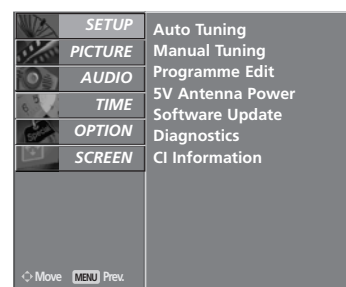 SETUP
PICTURE
AUDIO
TIME
OPTION
SCREEN
Auto Tuning
Manual Tuning
Programme Edit
5V Antenna Power
Software Update
Diagnostics
CI Information
Move MENU Prev.